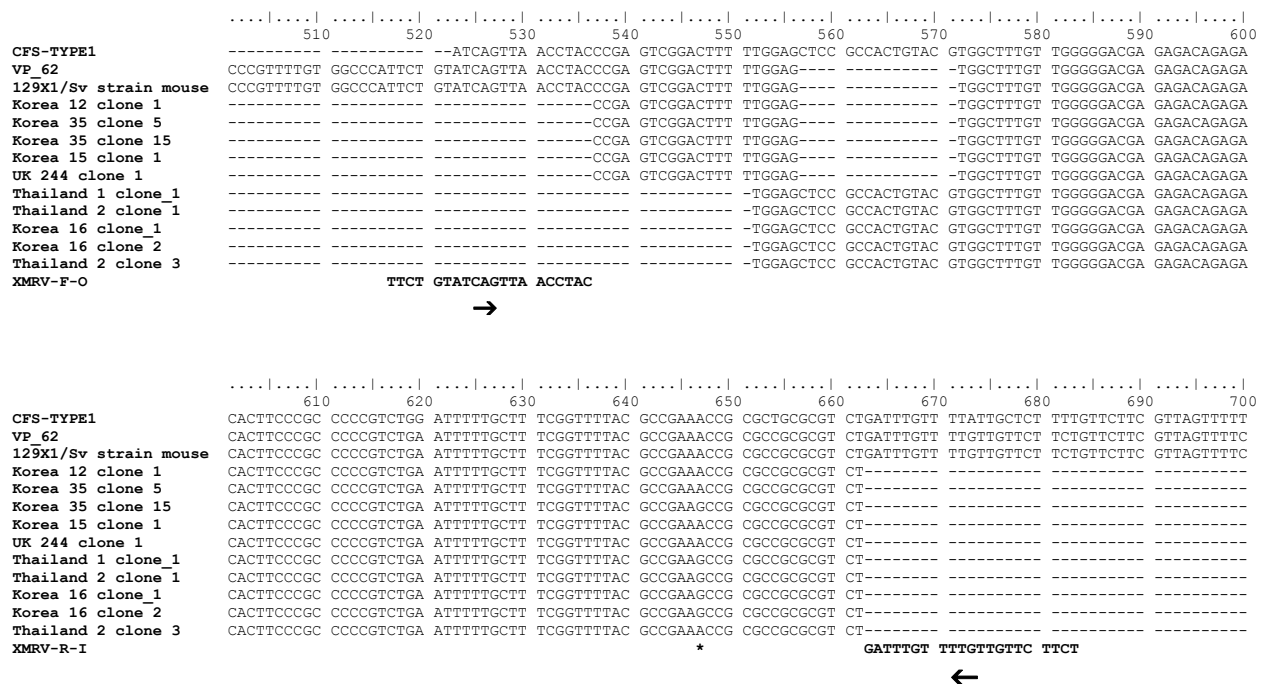 ....|....| ....|....| ....|....| ....|....| ....|....| ....|....| ....|....| ....|....| ....|....| ....|....|
510 520 530 540 550 560 570 580 590 600
CFS-TYPE1 ---------- ---------- --ATCAGTTA ACCTACCCGA GTCGGACTTT TTGGAGCTCC GCCACTGTAC GTGGCTTTGT TGGGGGACGA GAGACAGAGA
VP_62 CCCGTTTTGT GGCCCATTCT GTATCAGTTA ACCTACCCGA GTCGGACTTT TTGGAG---- ---------- -TGGCTTTGT TGGGGGACGA GAGACAGAGA
129X1/Sv strain mouse CCCGTTTTGT GGCCCATTCT GTATCAGTTA ACCTACCCGA GTCGGACTTT TTGGAG---- ---------- -TGGCTTTGT TGGGGGACGA GAGACAGAGA
Korea 12 clone 1 ---------- ---------- ---------- ------CCGA GTCGGACTTT TTGGAG---- ---------- -TGGCTTTGT TGGGGGACGA GAGACAGAGA
Korea 35 clone 5 ---------- ---------- ---------- ------CCGA GTCGGACTTT TTGGAG---- ---------- -TGGCTTTGT TGGGGGACGA GAGACAGAGA
Korea 35 clone 15 ---------- ---------- ---------- ------CCGA GTCGGACTTT TTGGAG---- ---------- -TGGCTTTGT TGGGGGACGA GAGACAGAGA
Korea 15 clone 1 ---------- ---------- ---------- ------CCGA GTCGGACTTT TTGGAG---- ---------- -TGGCTTTGT TGGGGGACGA GAGACAGAGA
UK 244 clone 1 ---------- ---------- ---------- ------CCGA GTCGGACTTT TTGGAG---- ---------- -TGGCTTTGT TGGGGGACGA GAGACAGAGA
Thailand 1 clone_1 ---------- ---------- ---------- ---------- ---------- -TGGAGCTCC GCCACTGTAC GTGGCTTTGT TGGGGGACGA GAGACAGAGA
Thailand 2 clone 1 ---------- ---------- ---------- ---------- ---------- -TGGAGCTCC GCCACTGTAC GTGGCTTTGT TGGGGGACGA GAGACAGAGA
Korea 16 clone_1 ---------- ---------- ---------- ---------- ---------- -TGGAGCTCC GCCACTGTAC GTGGCTTTGT TGGGGGACGA GAGACAGAGA
Korea 16 clone 2 ---------- ---------- ---------- ---------- ---------- -TGGAGCTCC GCCACTGTAC GTGGCTTTGT TGGGGGACGA GAGACAGAGA
Thailand 2 clone 3 ---------- ---------- ---------- ---------- ---------- -TGGAGCTCC GCCACTGTAC GTGGCTTTGT TGGGGGACGA GAGACAGAGA
XMRV-F-O TTCT GTATCAGTTA ACCTAC
→
....|....| ....|....| ....|....| ....|....| ....|....| ....|....| ....|....| ....|....| ....|....| ....|....|
610 620 630 640 650 660 670 680 690 700
CFS-TYPE1 CACTTCCCGC CCCCGTCTGG ATTTTTGCTT TCGGTTTTAC GCCGAAACCG CGCTGCGCGT CTGATTTGTT TTATTGCTCT TTTGTTCTTC GTTAGTTTTT
VP_62 CACTTCCCGC CCCCGTCTGA ATTTTTGCTT TCGGTTTTAC GCCGAAACCG CGCCGCGCGT CTGATTTGTT TTGTTGTTCT TCTGTTCTTC GTTAGTTTTC
129X1/Sv strain mouse CACTTCCCGC CCCCGTCTGA ATTTTTGCTT TCGGTTTTAC GCCGAAACCG CGCCGCGCGT CTGATTTGTT TTGTTGTTCT TCTGTTCTTC GTTAGTTTTC
Korea 12 clone 1 CACTTCCCGC CCCCGTCTGA ATTTTTGCTT TCGGTTTTAC GCCGAAACCG CGCCGCGCGT CT-------- ---------- ---------- ----------
Korea 35 clone 5 CACTTCCCGC CCCCGTCTGA ATTTTTGCTT TCGGTTTTAC GCCGAAACCG CGCCGCGCGT CT-------- ---------- ---------- ----------
Korea 35 clone 15 CACTTCCCGC CCCCGTCTGA ATTTTTGCTT TCGGTTTTAC GCCGAAGCCG CGCCGCGCGT CT-------- ---------- ---------- ----------
Korea 15 clone 1 CACTTCCCGC CCCCGTCTGA ATTTTTGCTT TCGGTTTTAC GCCGAAACCG CGCCGCGCGT CT-------- ---------- ---------- ----------
UK 244 clone 1 CACTTCCCGC CCCCGTCTGA ATTTTTGCTT TCGGTTTTAC GCCGAAACCG CGCCGCGCGT CT-------- ---------- ---------- ----------
Thailand 1 clone_1 CACTTCCCGC CCCCGTCTGA ATTTTTGCTT TCGGTTTTAC GCCGAAGCCG CGCCGCGCGT CT-------- ---------- ---------- ----------
Thailand 2 clone 1 CACTTCCCGC CCCCGTCTGA ATTTTTGCTT TCGGTTTTAC GCCGAAGCCG CGCCGCGCGT CT-------- ---------- ---------- ----------
Korea 16 clone_1 CACTTCCCGC CCCCGTCTGA ATTTTTGCTT TCGGTTTTAC GCCGAAGCCG CGCCGCGCGT CT-------- ---------- ---------- ----------
Korea 16 clone 2 CACTTCCCGC CCCCGTCTGA ATTTTTGCTT TCGGTTTTAC GCCGAAGCCG CGCCGCGCGT CT-------- ---------- ---------- ----------
Thailand 2 clone 3 CACTTCCCGC CCCCGTCTGA ATTTTTGCTT TCGGTTTTAC GCCGAAACCG CGCCGCGCGT CT-------- ---------- ---------- ----------
XMRV-R-I * GATTTGT TTTGTTGTTC TTCT
←